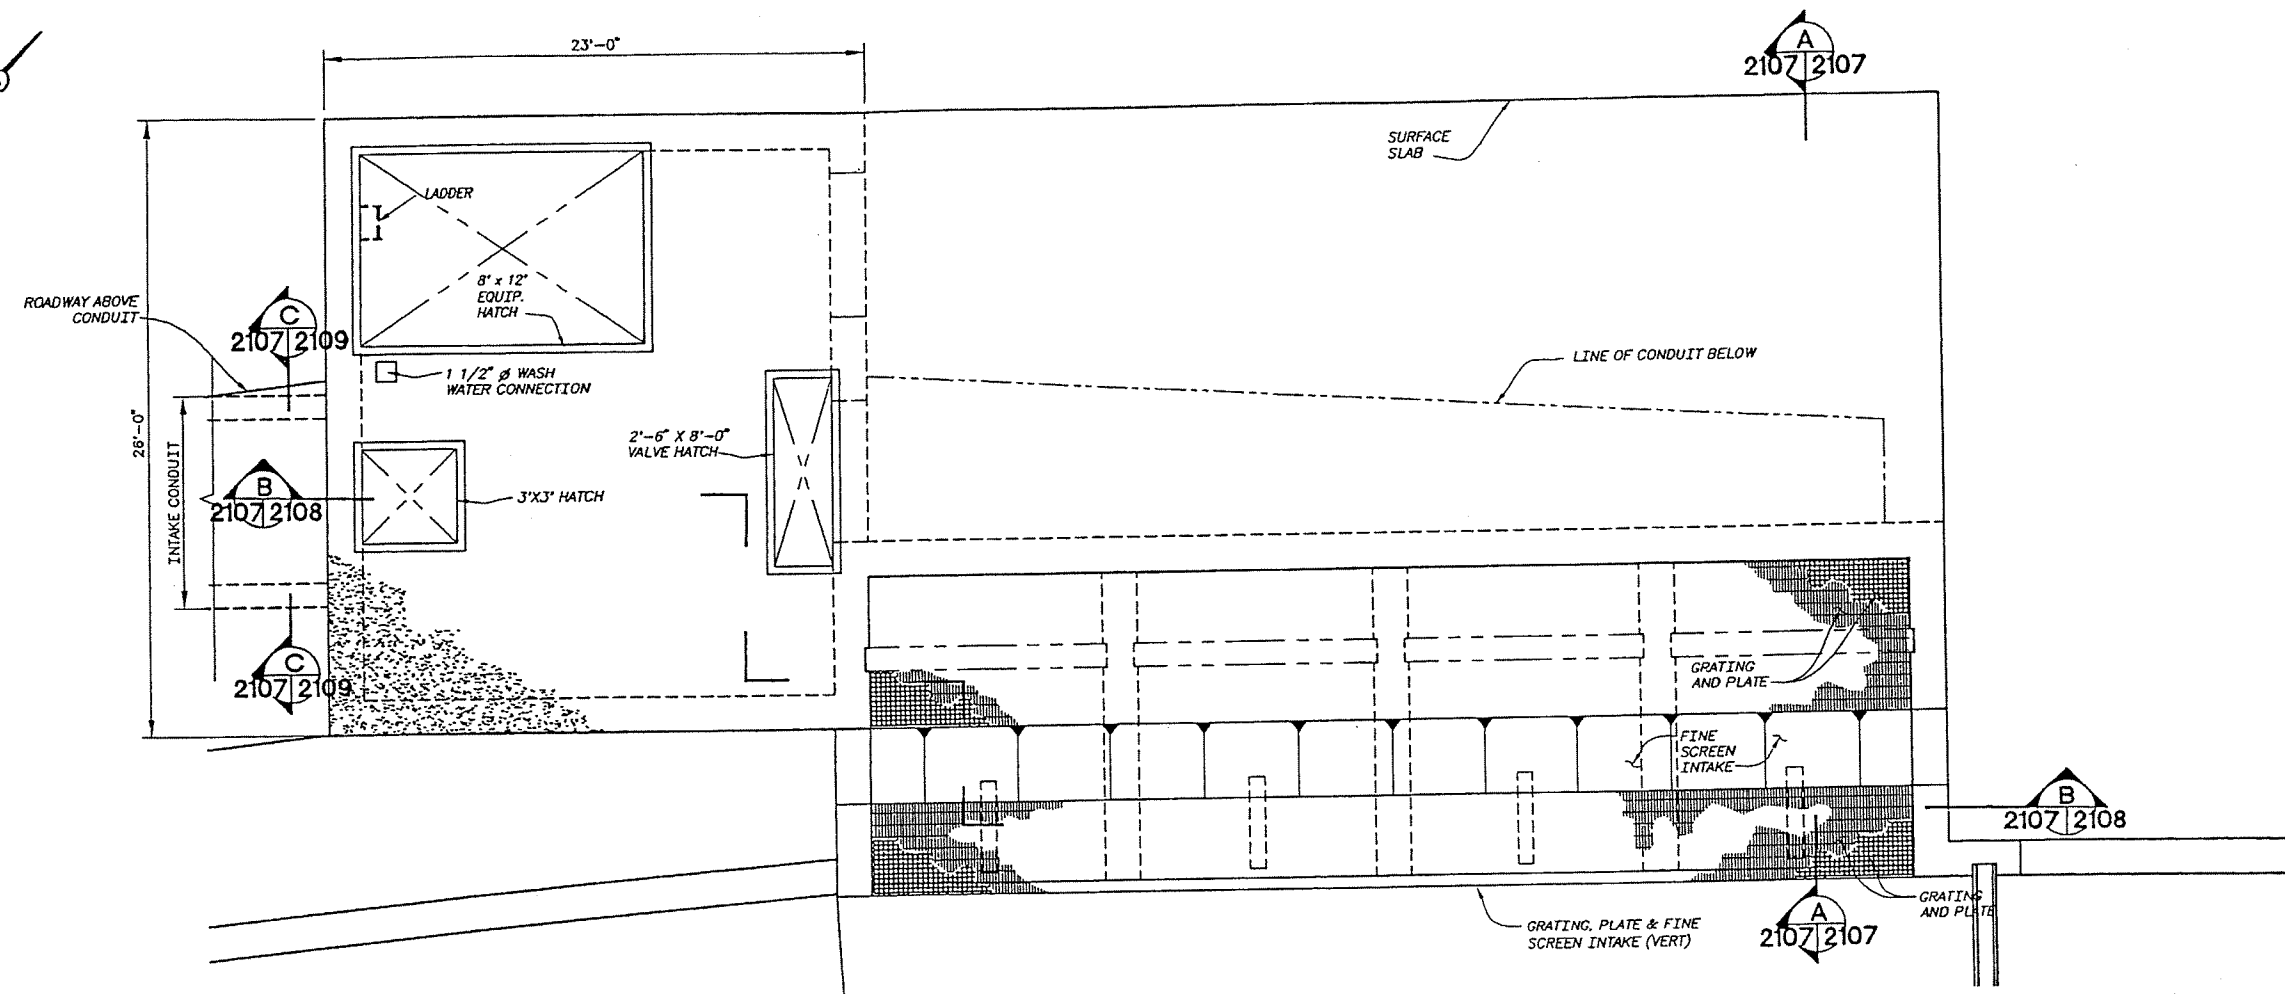 23'-0"
A
2107 2107
SURFACE
SLAB
LADDER
8' x 12'
EQUIP.
HATCH
ROADWAY ABOVE
CONDUIT
C
2107 2109
LINE OF CONDUIT BELOW
1 1/2" ø WASH
WATER CONNECTION
26'-0"
INTAKE CONDUIT
2'-6" X 8'-0"
VALVE HATCH
B
2107 2108
3'X3' HATCH
C
2107 2109
GRATING
AND PLATE
FINE
SCREEN
INTAKE
B
2107 2108
GRATING
AND PLATE
GRATING, PLATE & FINE
SCREEN INTAKE (VERT)
A
2107 2107